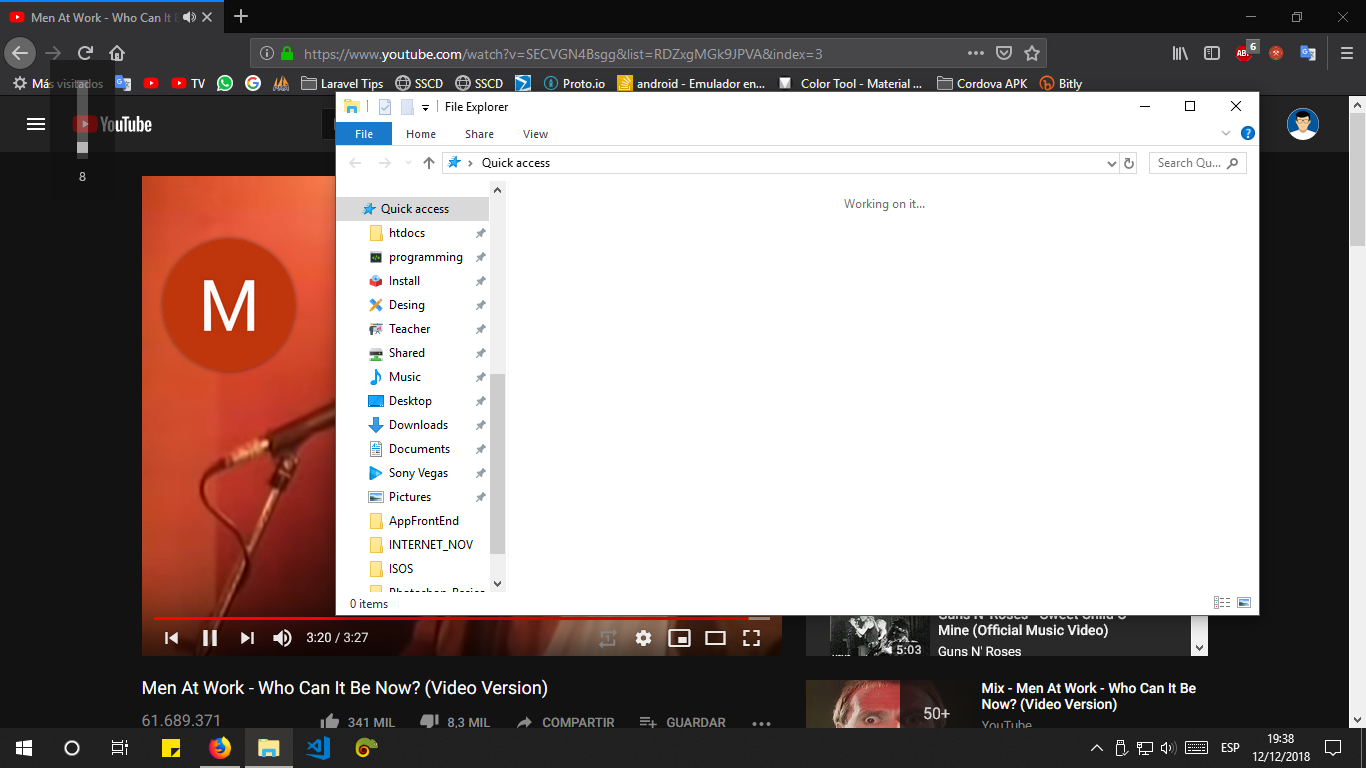 Men At Work - Who Can It
https://www.youtube.com/watch?v=SECVGN4Bsgg&list=RDZxgMGk9JPVA&index=3
6
Más visitados
TV
Laravel Tips
SSCD
SSCD
Proto.io
android - Emulador en...
Color Tool - Material ...
Cordova APK
Bitly
YouTube
8
File Explorer
File
Home
Share
View
Quick access
Search Qu...
Quick access
htdocs
programming
Install
Desing
Teacher
Shared
Music
Desktop
Downloads
Documents
Sony Vegas
Pictures
AppFrontEnd
INTERNET_NOV
ISOS
Photoshop_Basico
Working on it...
0 items
M
3:20 / 3:27
Men At Work - Who Can It Be Now? (Video Version)
61.689.371
341 MIL
8,3 MIL
COMPARTIR
GUARDAR
Guns N' Roses - Sweet Child O'
Mine (Official Music Video)
Guns N' Roses
5:03
Mix - Men At Work - Who Can It Be
Now? (Video Version)
YouTube
50+
ESP
19:38
12/12/2018